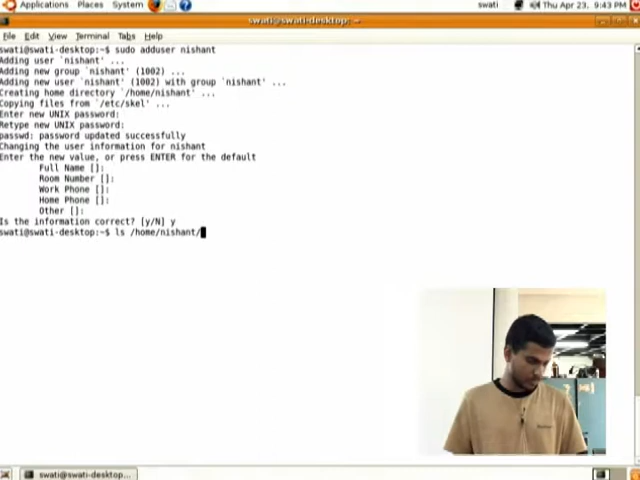 Applications Places System swati Thu Apr 23, 9:43 PM
swati@swati-desktop: ~
File Edit View Terminal Tabs Help
swati@swati-desktop:~$ sudo adduser nishant
Adding user `nishant' ...
Adding new group `nishant' (1002) ...
Adding new user `nishant' (1002) with group `nishant' ...
Creating home directory `/home/nishant' ...
Copying files from `/etc/skel' ...
Enter new UNIX password:
Retype new UNIX password:
passwd: password updated successfully
Changing the user information for nishant
Enter the new value, or press ENTER for the default
Full Name []:
Room Number []:
Work Phone []:
Home Phone []:
Other []:
Is the information correct? [y/N] y
swati@swati-desktop:~$ ls /home/nishant/
swati@swati-desktop...